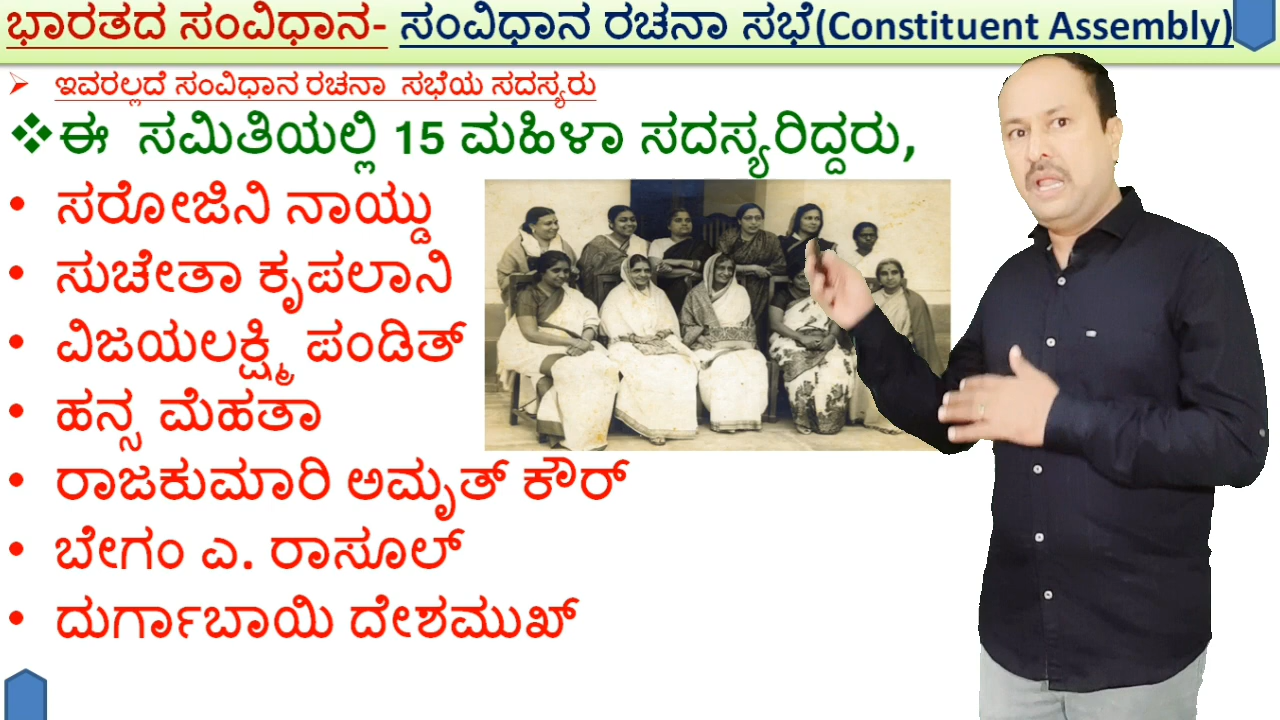 ಭಾರತದ ಸಂವಿಧಾನ- ಸಂವಿಧಾನ ರಚನಾ ಸಭೆ(Constituent Assembly)
ಇವರಲ್ಲದೆ ಸಂವಿಧಾನ ರಚನಾ ಸಭೆಯ ಸದಸ್ಯರು
ಈ ಸಮಿತಿಯಲ್ಲಿ 15 ಮಹಿಳಾ ಸದಸ್ಯರಿದ್ದರು,
• ಸರೋಜಿನಿ ನಾಯ್ಡು
• ಸುಚೇತಾ ಕೃಪಲಾನಿ
• ವಿಜಯಲಕ್ಷ್ಮಿ ಪಂಡಿತ್
• ಹನ್ಸ ಮೆಹತಾ
• ರಾಜಕುಮಾರಿ ಅಮೃತ್ ಕೌರ್
• ಬೇಗಂ ಎ. ರಾಸೂಲ್
• ದುರ್ಗಾಬಾಯಿ ದೇಶಮುಖ್